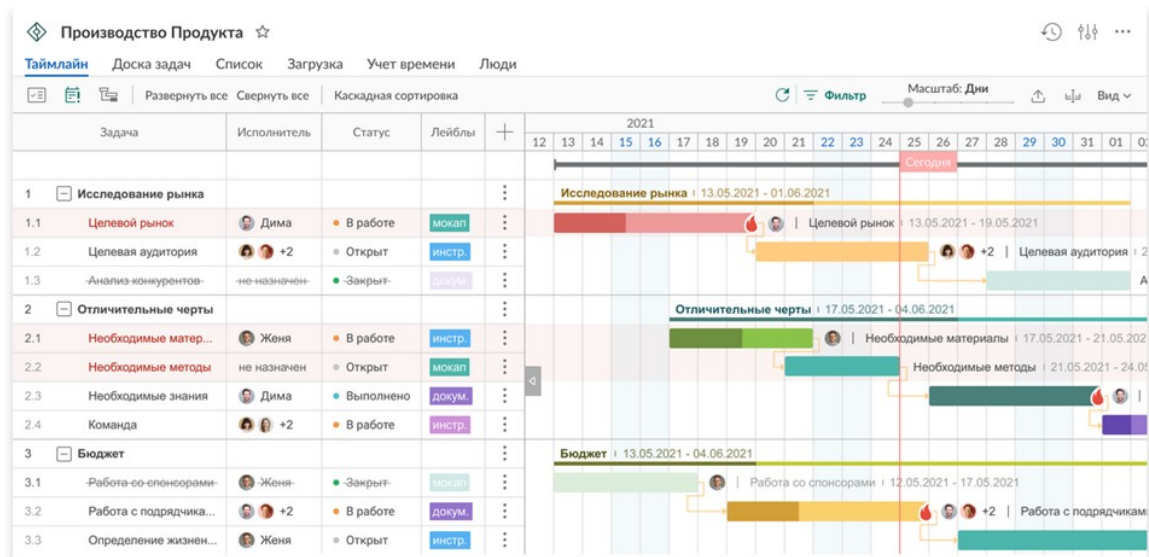 Производство Продукта
Таймлайн Доска задач Список Загрузка Учет времени Люди
Развернуть все Свернуть все Каскадная сортировка Фильтр Масштаб: Дни Вид
Задача Исполнитель Статус Лейблы
2021
12 13 14 15 16 17 18 19 20 21 22 23 24 25 26 27 28 29 30 31 01
Сегодня
1 Исследование рынка Исследование рынка 13.05.2021 - 01.06.2021
1.1 Целевой рынок Дима В работе мокап Целевой рынок 13.05.2021 - 19.05.2021
1.2 Целевая аудитория +2 Открыт инстр. +2 | Целевая аудитория
1.3 Анализ конкурентов не назначен Закрыт докум.
2 Отличительные черты Отличительные черты 17.05.2021 - 04.06.2021
2.1 Необходимые матер... Женя В работе инстр. | Необходимые материалы 17.05.2021 - 21.05.202
2.2 Необходимые методы не назначен Открыт мокап Необходимые методы 21.05.2021 - 24.05
2.3 Необходимые знания Дима Выполнено докум. |
2.4 Команда +2 В работе инстр.
3 Бюджет Бюджет 13.05.2021 - 04.06.2021
3.1 Работа со спонсорами Женя Закрыт мокап | Работа со спонсорами 12.05.2021 - 17.05.2021
3.2 Работа с подрядчика... +2 В работе докум. +2 | Работа с подрядчикам
3.3 Определение жизнен... Женя Открыт инстр.